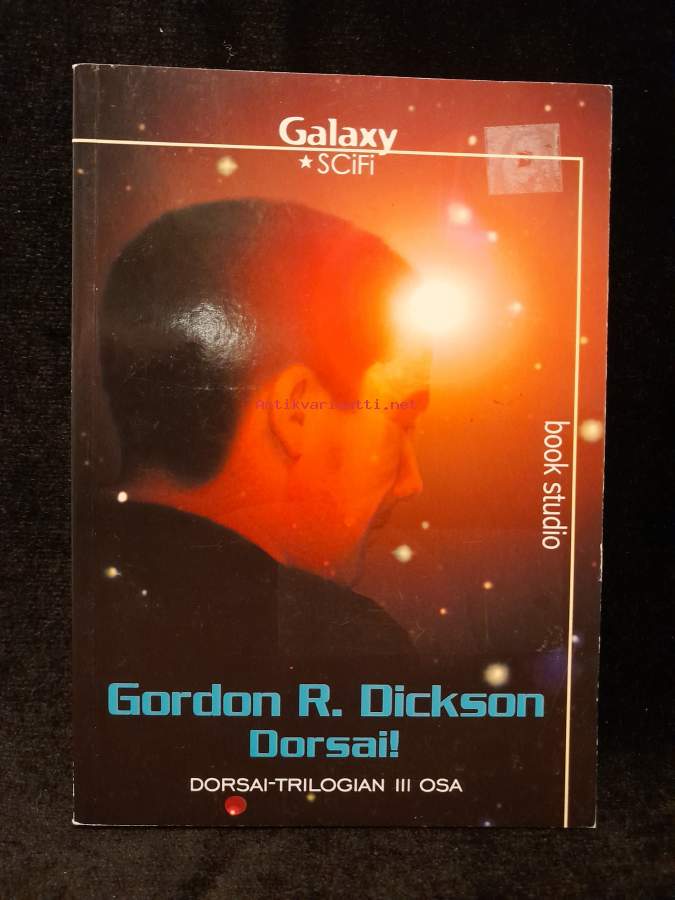 Galaxy
★ SCiFi
Antikvariaatti.net
book studio
Gordon R. Dickson
Dorsai!
DORSAI-TRILOGIAN III OSA